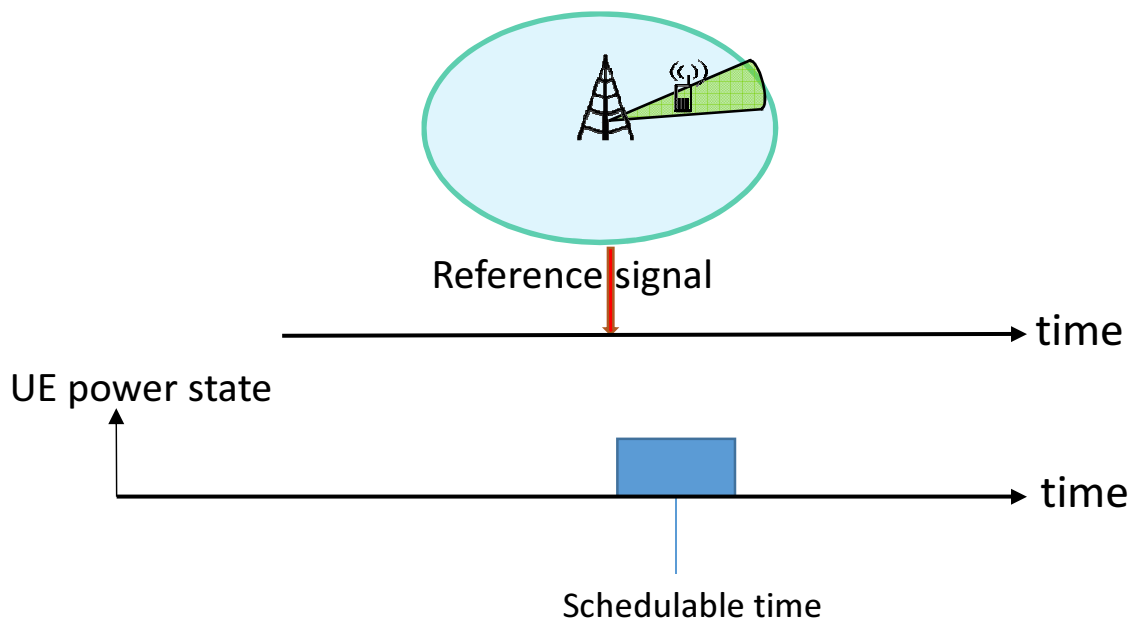 Reference signal
time
UE power state
time
Schedulable time